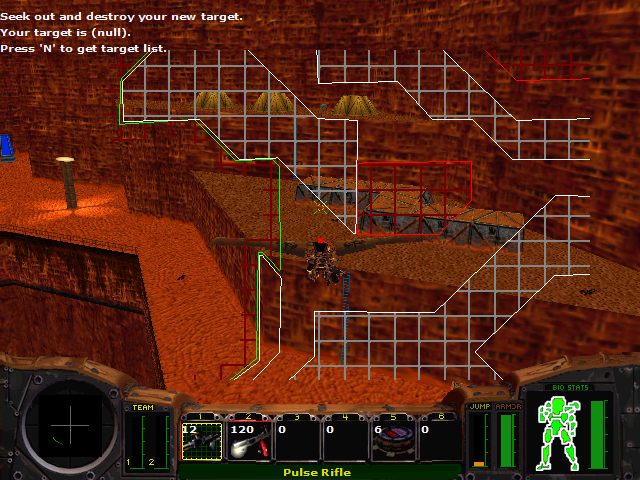 Seek out and destroy your new target.
Your target is (null).
Press 'N' to get target list.
TEAM
1 2
1 2 3 4 5 6
12 120 0 0 6 0
Pulse Rifle
JUMP ARMOR
BIO STATS